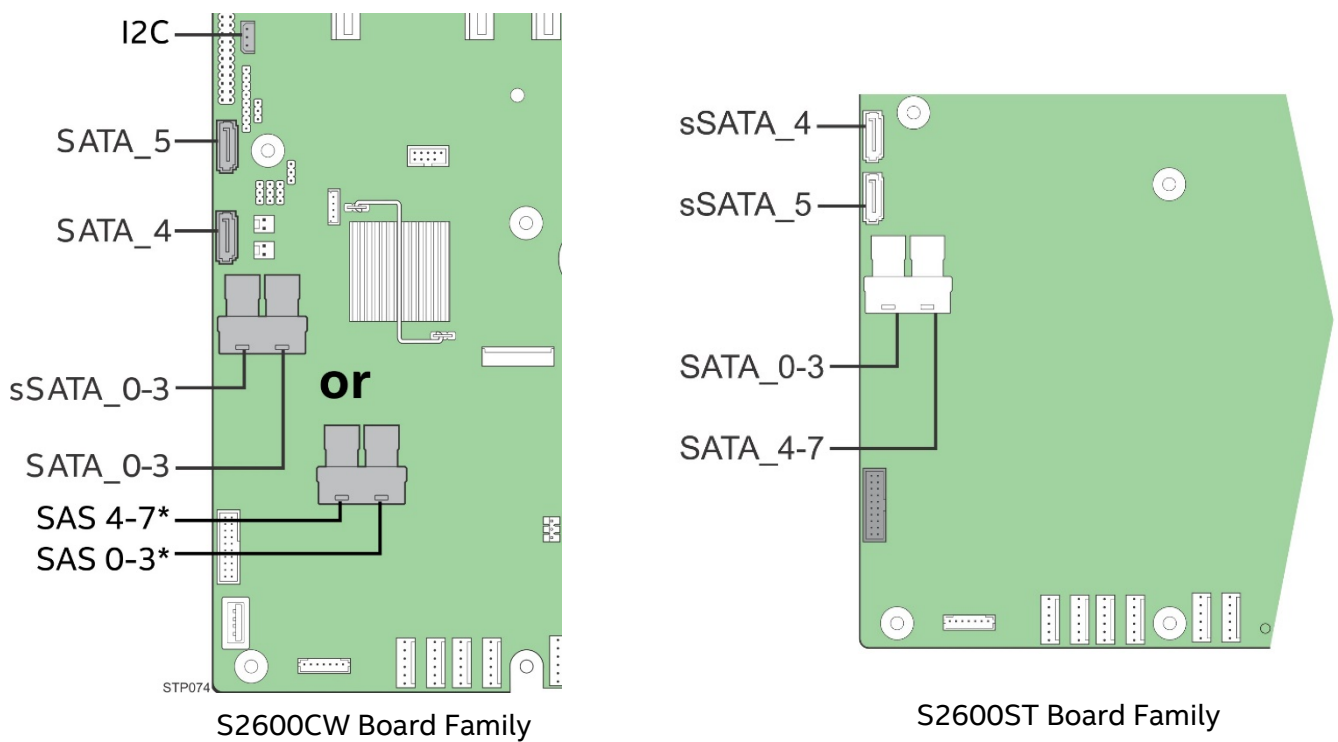 I2C
SATA_5
SATA_4
sSATA_0-3
or
SATA_0-3
SAS 4-7*
SAS 0-3*
STP074
S2600CW Board Family
sSATA_4
sSATA_5
SATA_0-3
SATA_4-7
S2600ST Board Family